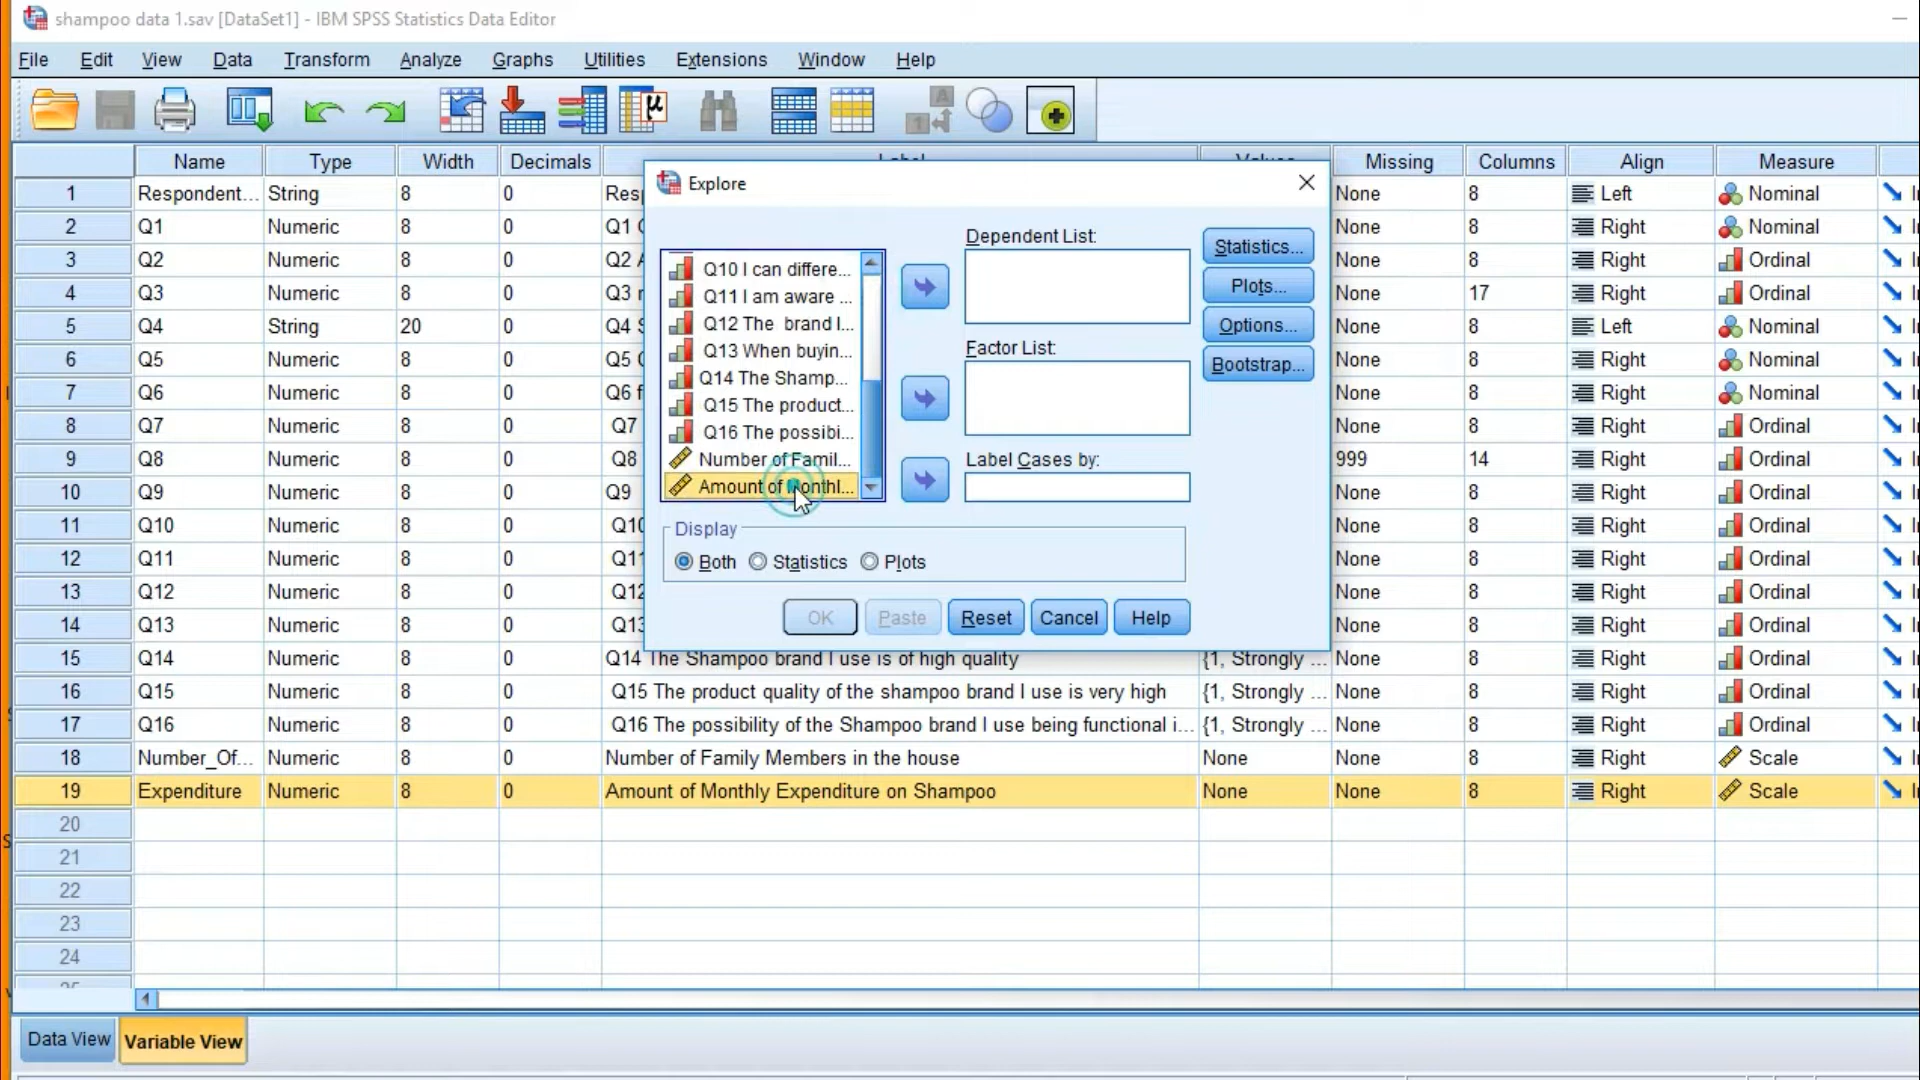 shampoo data 1.sav [DataSet1] - IBM SPSS Statistics Data Editor
File Edit View Data Transform Analyze Graphs Utilities Extensions Window Help
Name Type Width Decimals Missing Columns Align Measure
1 Respondent... String 8 0 None 8 Left Nominal
2 Q1 Numeric 8 0 Q1 None 8 Right Nominal
3 Q2 Numeric 8 0 Q2 None 8 Right Ordinal
4 Q3 Numeric 8 0 Q3 None 17 Right Ordinal
5 Q4 String 20 0 Q4 None 8 Left Nominal
6 Q5 Numeric 8 0 Q5 None 8 Right Nominal
7 Q6 Numeric 8 0 Q6 None 8 Right Nominal
8 Q7 Numeric 8 0 Q7 None 8 Right Ordinal
9 Q8 Numeric 8 0 Q8 999 14 Right Ordinal
10 Q9 Numeric 8 0 Q9 None 8 Right Ordinal
11 Q10 Numeric 8 0 Q10 None 8 Right Ordinal
12 Q11 Numeric 8 0 Q11 None 8 Right Ordinal
13 Q12 Numeric 8 0 Q12 None 8 Right Ordinal
14 Q13 Numeric 8 0 Q13 None 8 Right Ordinal
15 Q14 Numeric 8 0 Q14 The Shampoo brand I use is of high quality {1, Strongly ... None 8 Right Ordinal
16 Q15 Numeric 8 0 Q15 The product quality of the shampoo brand I use is very high {1, Strongly ... None 8 Right Ordinal
17 Q16 Numeric 8 0 Q16 The possibility of the Shampoo brand I use being functional i... {1, Strongly ... None 8 Right Ordinal
18 Number_Of... Numeric 8 0 Number of Family Members in the house None None 8 Right Scale
19 Expenditure Numeric 8 0 Amount of Monthly Expenditure on Shampoo None None 8 Right Scale
20
21
22
23
24
Explore
Q10 I can differe...
Q11 I am aware ...
Q12 The brand I...
Q13 When buyin...
Q14 The Shamp...
Q15 The product...
Q16 The possibi...
Number of Famil...
Amount of Monthl...
Dependent List:
Factor List:
Label Cases by:
Statistics...
Plots...
Options...
Bootstrap...
Display
Both Statistics Plots
OK Paste Reset Cancel Help
Data View Variable View